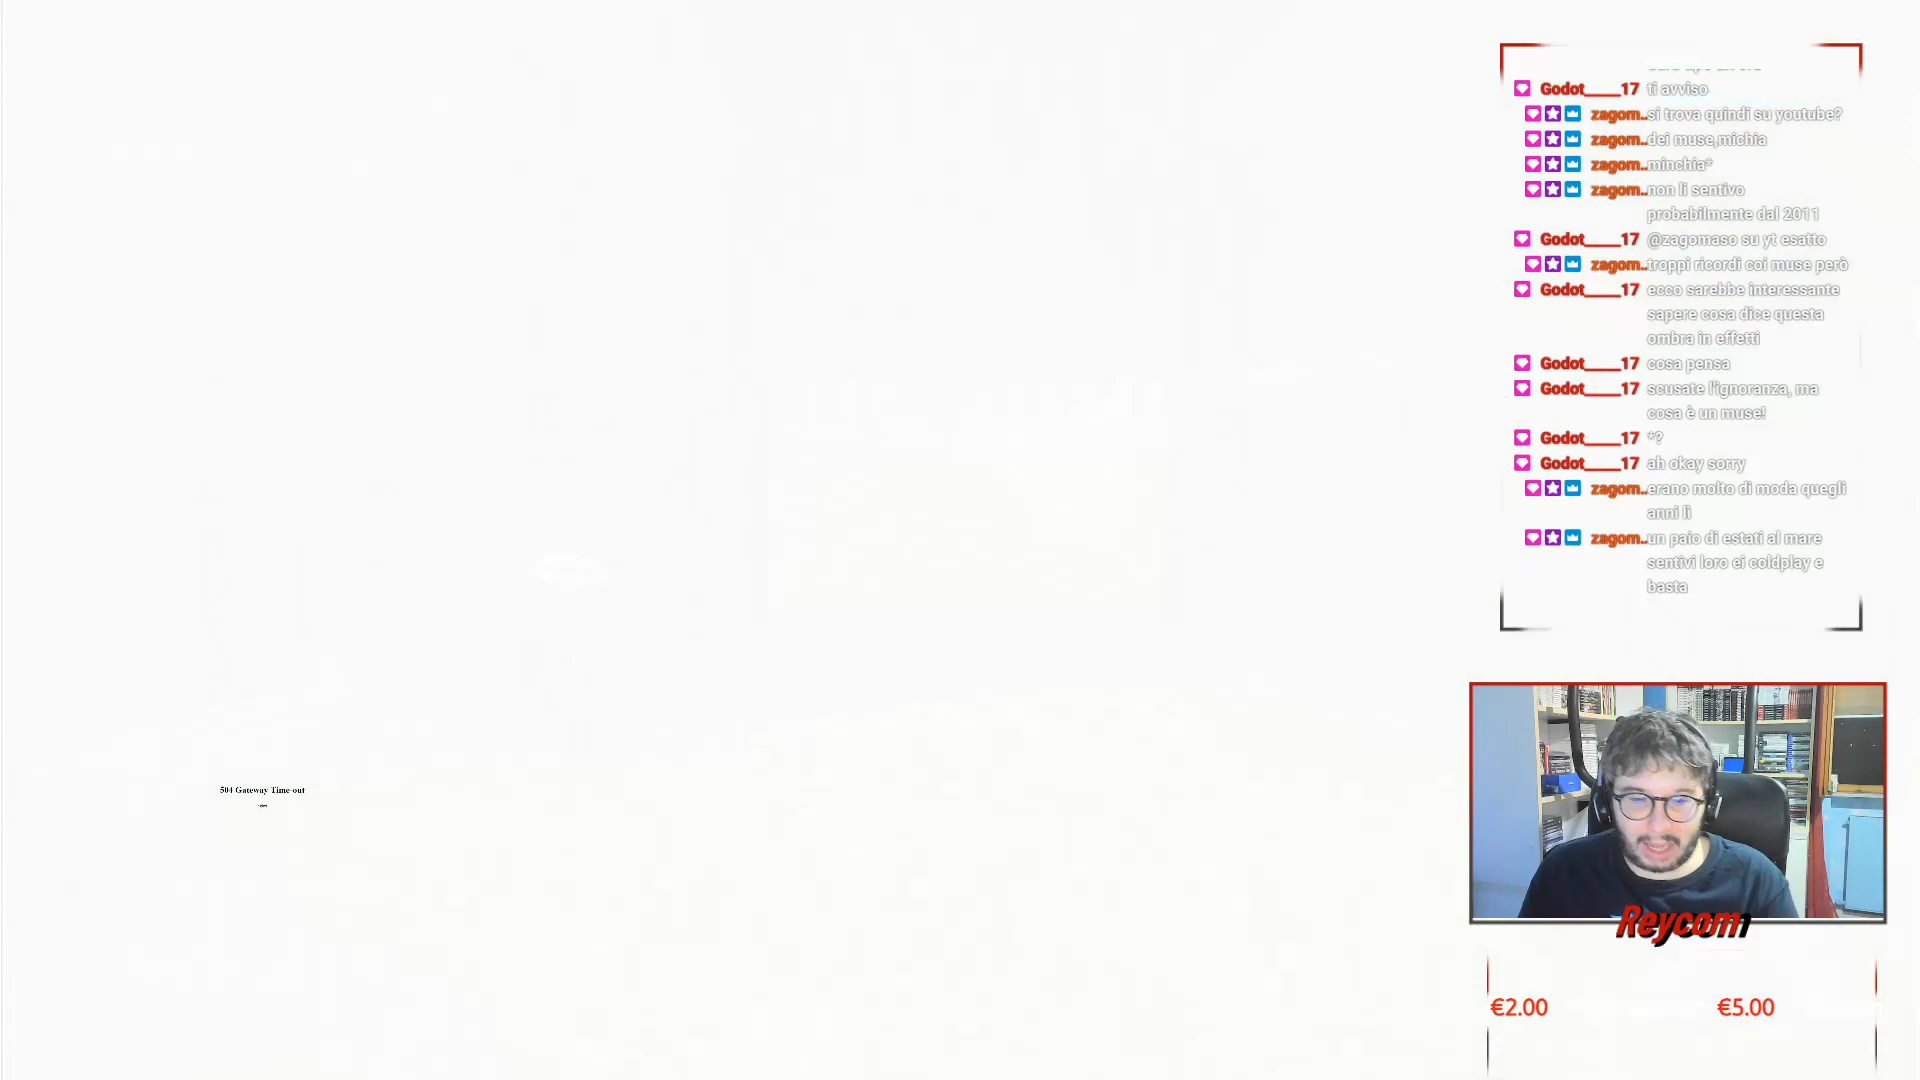 Godot____17 ti avviso
zagom.. si trova quindi su youtube?
zagom.. dei muse,michia
zagom.. minchia*
zagom.. non li sentivo
probabilmente dal 2011
Godot____17 @zagomaso su yt esatto
zagom.. troppi ricordi coi muse però
Godot____17 ecco sarebbe interessante
sapere cosa dice questa
ombra in effetti
Godot____17 cosa pensa
Godot____17 scusate l'ignoranza, ma
cosa è un muse!
Godot____17 *?
Godot____17 ah okay sorry
zagom.. erano molto di moda quegli
anni lì
zagom.. un paio di estati al mare
sentivi loro ei coldplay e
basta
504 Gateway Time-out
Reycom
€2.00 €5.00